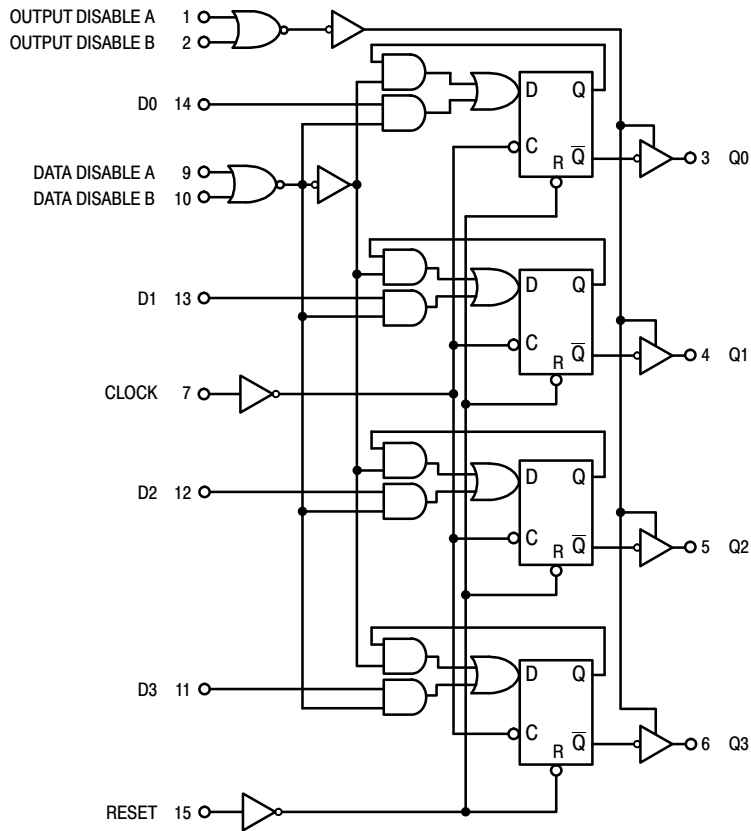 OUTPUT DISABLE A 1
OUTPUT DISABLE B 2
D0 14
D Q
C Q̅
R
3 Q0
DATA DISABLE A 9
DATA DISABLE B 10
D1 13
D Q
C Q̅
R
4 Q1
CLOCK 7
D2 12
D Q
C Q̅
R
5 Q2
D3 11
D Q
C Q̅
R
6 Q3
RESET 15